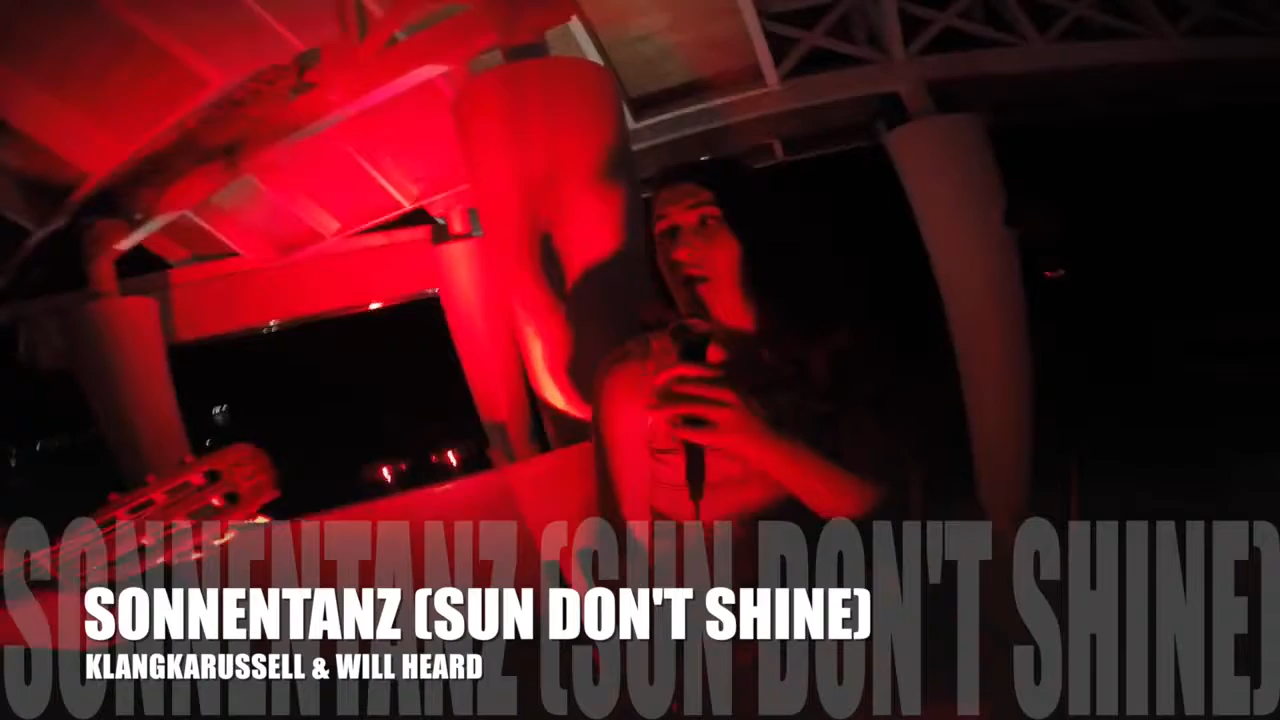 SONNENTANZ (SUN DON'T SHINE)
SONNENTANZ (SUN DON'T SHINE)
KLANGKARUSSELL & WILL HEARD